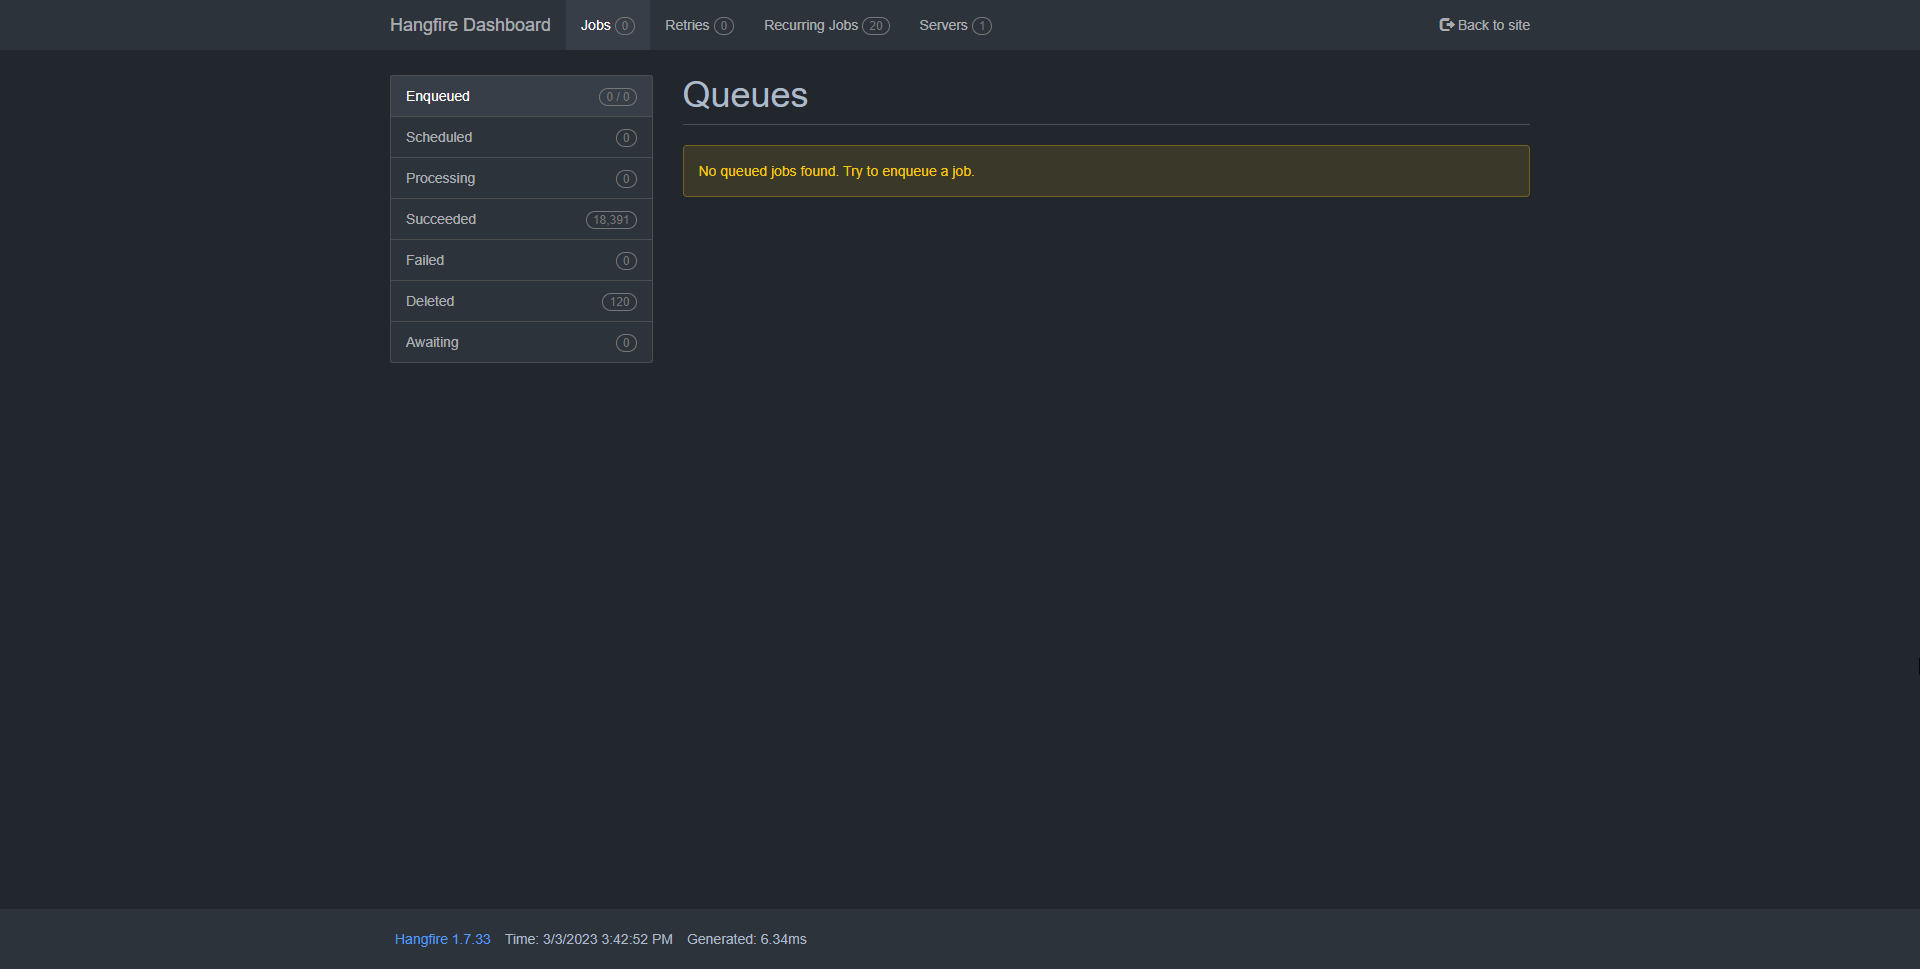 Hangfire Dashboard Jobs 0 Retries 0 Recurring Jobs 20 Servers 1 Back to site
Enqueued 0 / 0
Scheduled 0
Processing 0
Succeeded 18,391
Failed 0
Deleted 120
Awaiting 0
Queues
No queued jobs found. Try to enqueue a job.
Hangfire 1.7.33 Time: 3/3/2023 3:42:52 PM Generated: 6.34ms